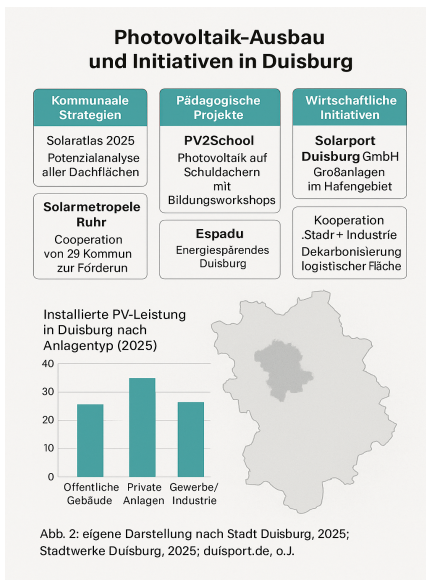 Photovoltaik-Ausbau
und Initiativen in Duisburg
Kommunaale
Strategien
Solaratlas 2025
Potenzialanalyse
aller Dachflächen
Solarmetropele
Ruhr
Cooperation
von 29 Kommun
zur Förderun
Pädagogische
Projekte
PV2School
Photovoltaik auf
Schuldachern
mit
Bildungsworkshops
Espadu
Energiespårendes
Duisburg
Wirtschaftliche
Initiativen
Solarport
Duisburg GmbH
Großanlagen
im Hafengebiet
Kooperation
.Stadr + Industríe
Dekarbonisierung
logistischer Fläche
Installierte PV-Leistung
in Duisburg nach
Anlagentyp (2025)
40
30
20
10
0
Offentliche
Gebäude
Private
Anlagen
Gewerbe/
Industrie
Abb. 2: eígene Darstellung nach Stadt Duisburg, 2025;
Stadtwerke Duísburg, 2025; duísport.de, o.J.